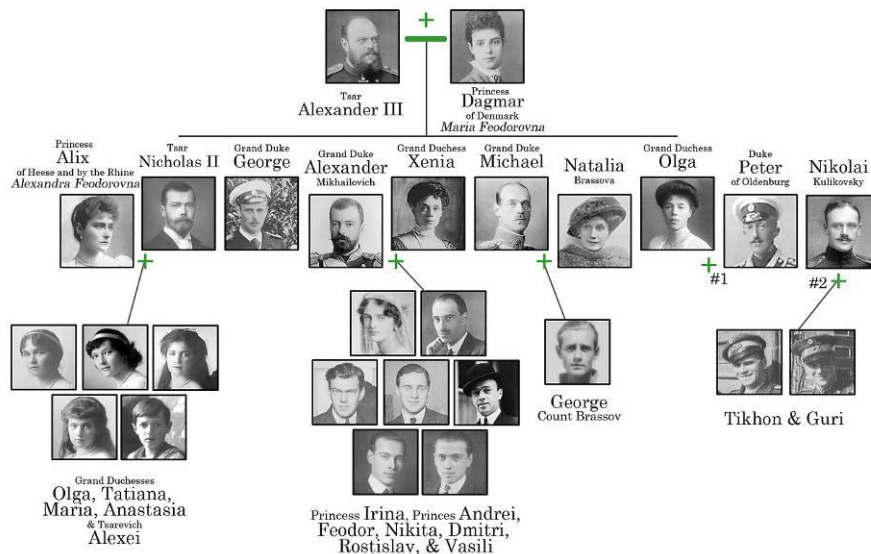 Tsar
Alexander III
Princess
Dagmar
of Denmark
Maria Feodorovna
Princess
Alix
of Heese and by the Rhine
Alexandra Feodorovna
Tsar
Nicholas II
Grand Duke
George
Grand Duke
Alexander
Mikhailovich
Grand Duchess
Xenia
Grand Duke
Michael
Natalia
Brassova
Grand Duchess
Olga
Duke
Peter
of Oldenburg
Nikolai
Kulikovsky
#1
#2
Grand Duchesses
Olga, Tatiana,
Maria, Anastasia
& Tsarevich
Alexei
Princess Irina, Princes Andrei,
Feodor, Nikita, Dmitri,
Rostislav, & Vasili
George
Count Brassov
Tikhon & Guri